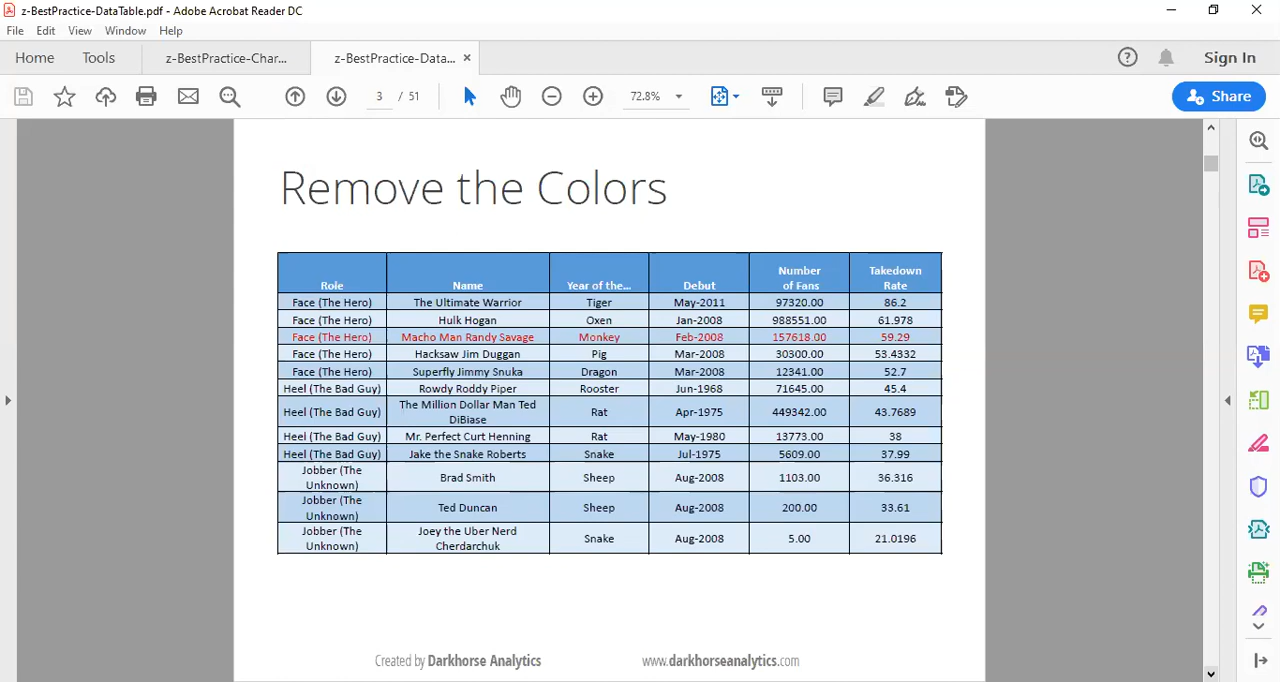 z-BestPractice-DataTable.pdf - Adobe Acrobat Reader DC
File Edit View Window Help
Home Tools z-BestPractice-Char... z-BestPractice-Data... ×
Sign In
3 / 51 72.8% Share
Remove the Colors
Role Name Year of the... Debut Number of Fans Takedown Rate
Face (The Hero) The Ultimate Warrior Tiger May-2011 97320.00 86.2
Face (The Hero) Hulk Hogan Oxen Jan-2008 988551.00 61.978
Face (The Hero) Macho Man Randy Savage Monkey Feb-2008 157618.00 59.29
Face (The Hero) Hacksaw Jim Duggan Pig Mar-2008 30300.00 53.4332
Face (The Hero) Superfly Jimmy Snuka Dragon Mar-2008 12341.00 52.7
Heel (The Bad Guy) Rowdy Roddy Piper Rooster Jun-1968 71645.00 45.4
Heel (The Bad Guy) The Million Dollar Man Ted DiBiase Rat Apr-1975 449342.00 43.7689
Heel (The Bad Guy) Mr. Perfect Curt Henning Rat May-1980 13773.00 38
Heel (The Bad Guy) Jake the Snake Roberts Snake Jul-1975 5609.00 37.99
Jobber (The Unknown) Brad Smith Sheep Aug-2008 1103.00 36.316
Jobber (The Unknown) Ted Duncan Sheep Aug-2008 200.00 33.61
Jobber (The Unknown) Joey the Uber Nerd Cherdarchuk Snake Aug-2008 5.00 21.0196
Created by Darkhorse Analytics www.darkhorseanalytics.com